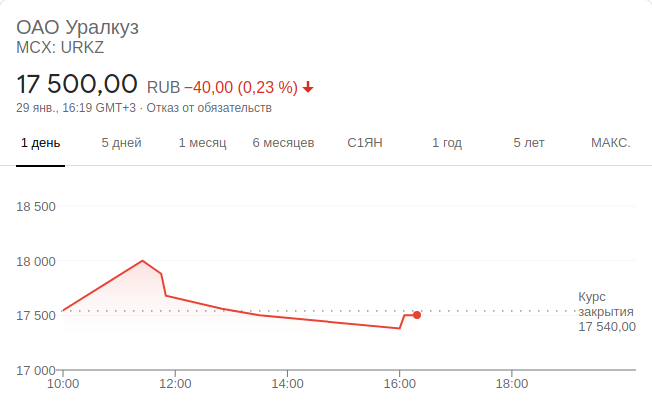 ОАО Уралкуз
MCX: URKZ
17 500,00 RUB −40,00 (0,23 %)
29 янв., 16:19 GMT+3 · Отказ от обязательств
1 день 5 дней 1 месяц 6 месяцев С1ЯН 1 год 5 лет МАКС.
18 500
18 000
17 500
17 000
Курс
закрытия
17 540,00
10:00 12:00 14:00 16:00 18:00